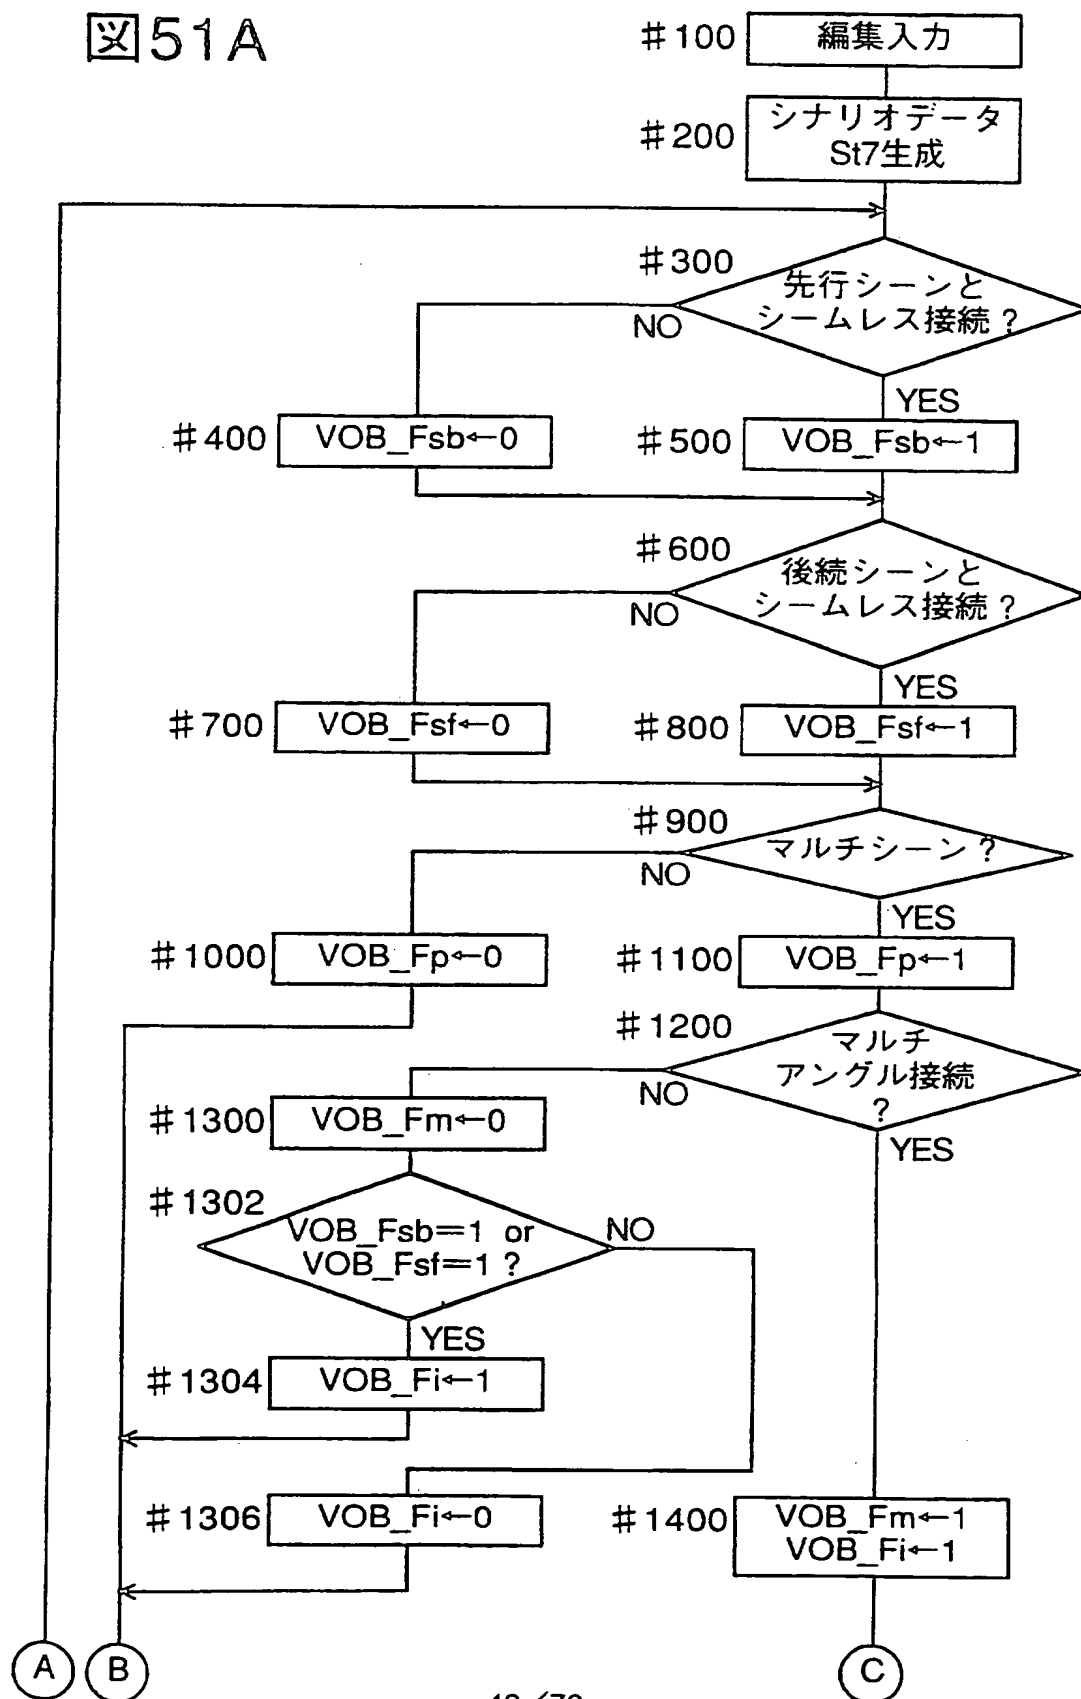 図51A
#100 編集入力
#200 シナリオデータ
St7生成
#300 先行シーンと
シームレス接続?
NO
YES
#400 VOB_Fsb←0
#500 VOB_Fsb←1
#600 後続シーンと
シームレス接続?
NO
YES
#700 VOB_Fsf←0
#800 VOB_Fsf←1
#900 マルチシーン?
NO
YES
#1000 VOB_Fp←0
#1100 VOB_Fp←1
#1200 マルチ
アングル接続
?
NO
YES
#1300 VOB_Fm←0
#1302 VOB_Fsb=1 or
VOB_Fsf=1 ?
NO
YES
#1304 VOB_Fi←1
#1306 VOB_Fi←0
#1400 VOB_Fm←1
VOB_Fi←1
A
B
C